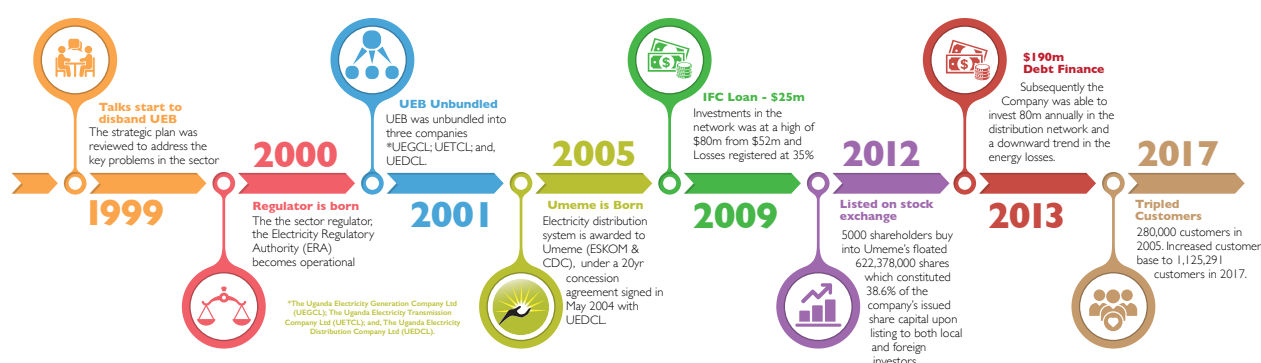 Talks start to
disband UEB
The strategic plan was
reviewed to address the
key problems in the sector
1999
2000
Regulator is born
The the sector regulator,
the Electricity Regulatory
Authority (ERA)
becomes operational
UEB Unbundled
UEB was unbundled into
three companies
*UEGCL; UETCL; and,
UEDCL.
2001
*The Uganda Electricity Generation Company Ltd
(UEGCL); The Uganda Electricity Transmission
Company Ltd (UETCL); and, The Uganda Electricity
Distribution Company Ltd (UEDCL).
2005
Umeme is Born
Electricity distribution
system is awarded to
Umeme (ESKOM &
CDC), under a 20yr
concession
agreement signed in
May 2004 with
UEDCL.
IFC Loan - $25m
Investments in the
network was at a high of
$80m from $52m and
Losses registered at 35%
2009
2012
Listed on stock
exchange
5000 shareholders buy
into Umeme's floated
622,378,000 shares
which constituted
38.6% of the
company's issued
share capital upon
listing to both local
and foreign
investors
$190m
Debt Finance
Subsequently the
Company was able to
invest 80m annually in the
distribution network and
a downward trend in the
energy losses.
2013
2017
Tripled
Customers
280,000 customers in
2005. Increased customer
base to 1,125,291
customers in 2017.